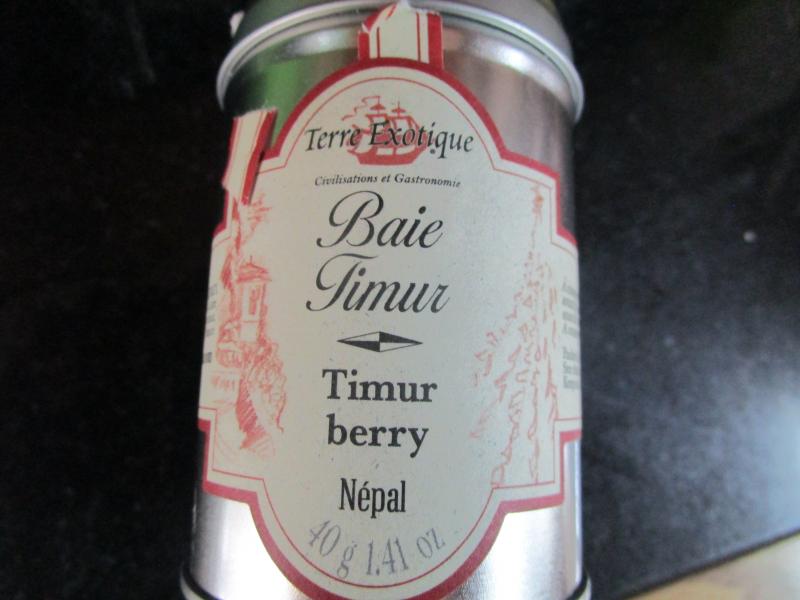 Terre Exotique
Civilisations et Gastronomie
Baie
Timur
Timur
berry
Népal
40 g 1.41 oz